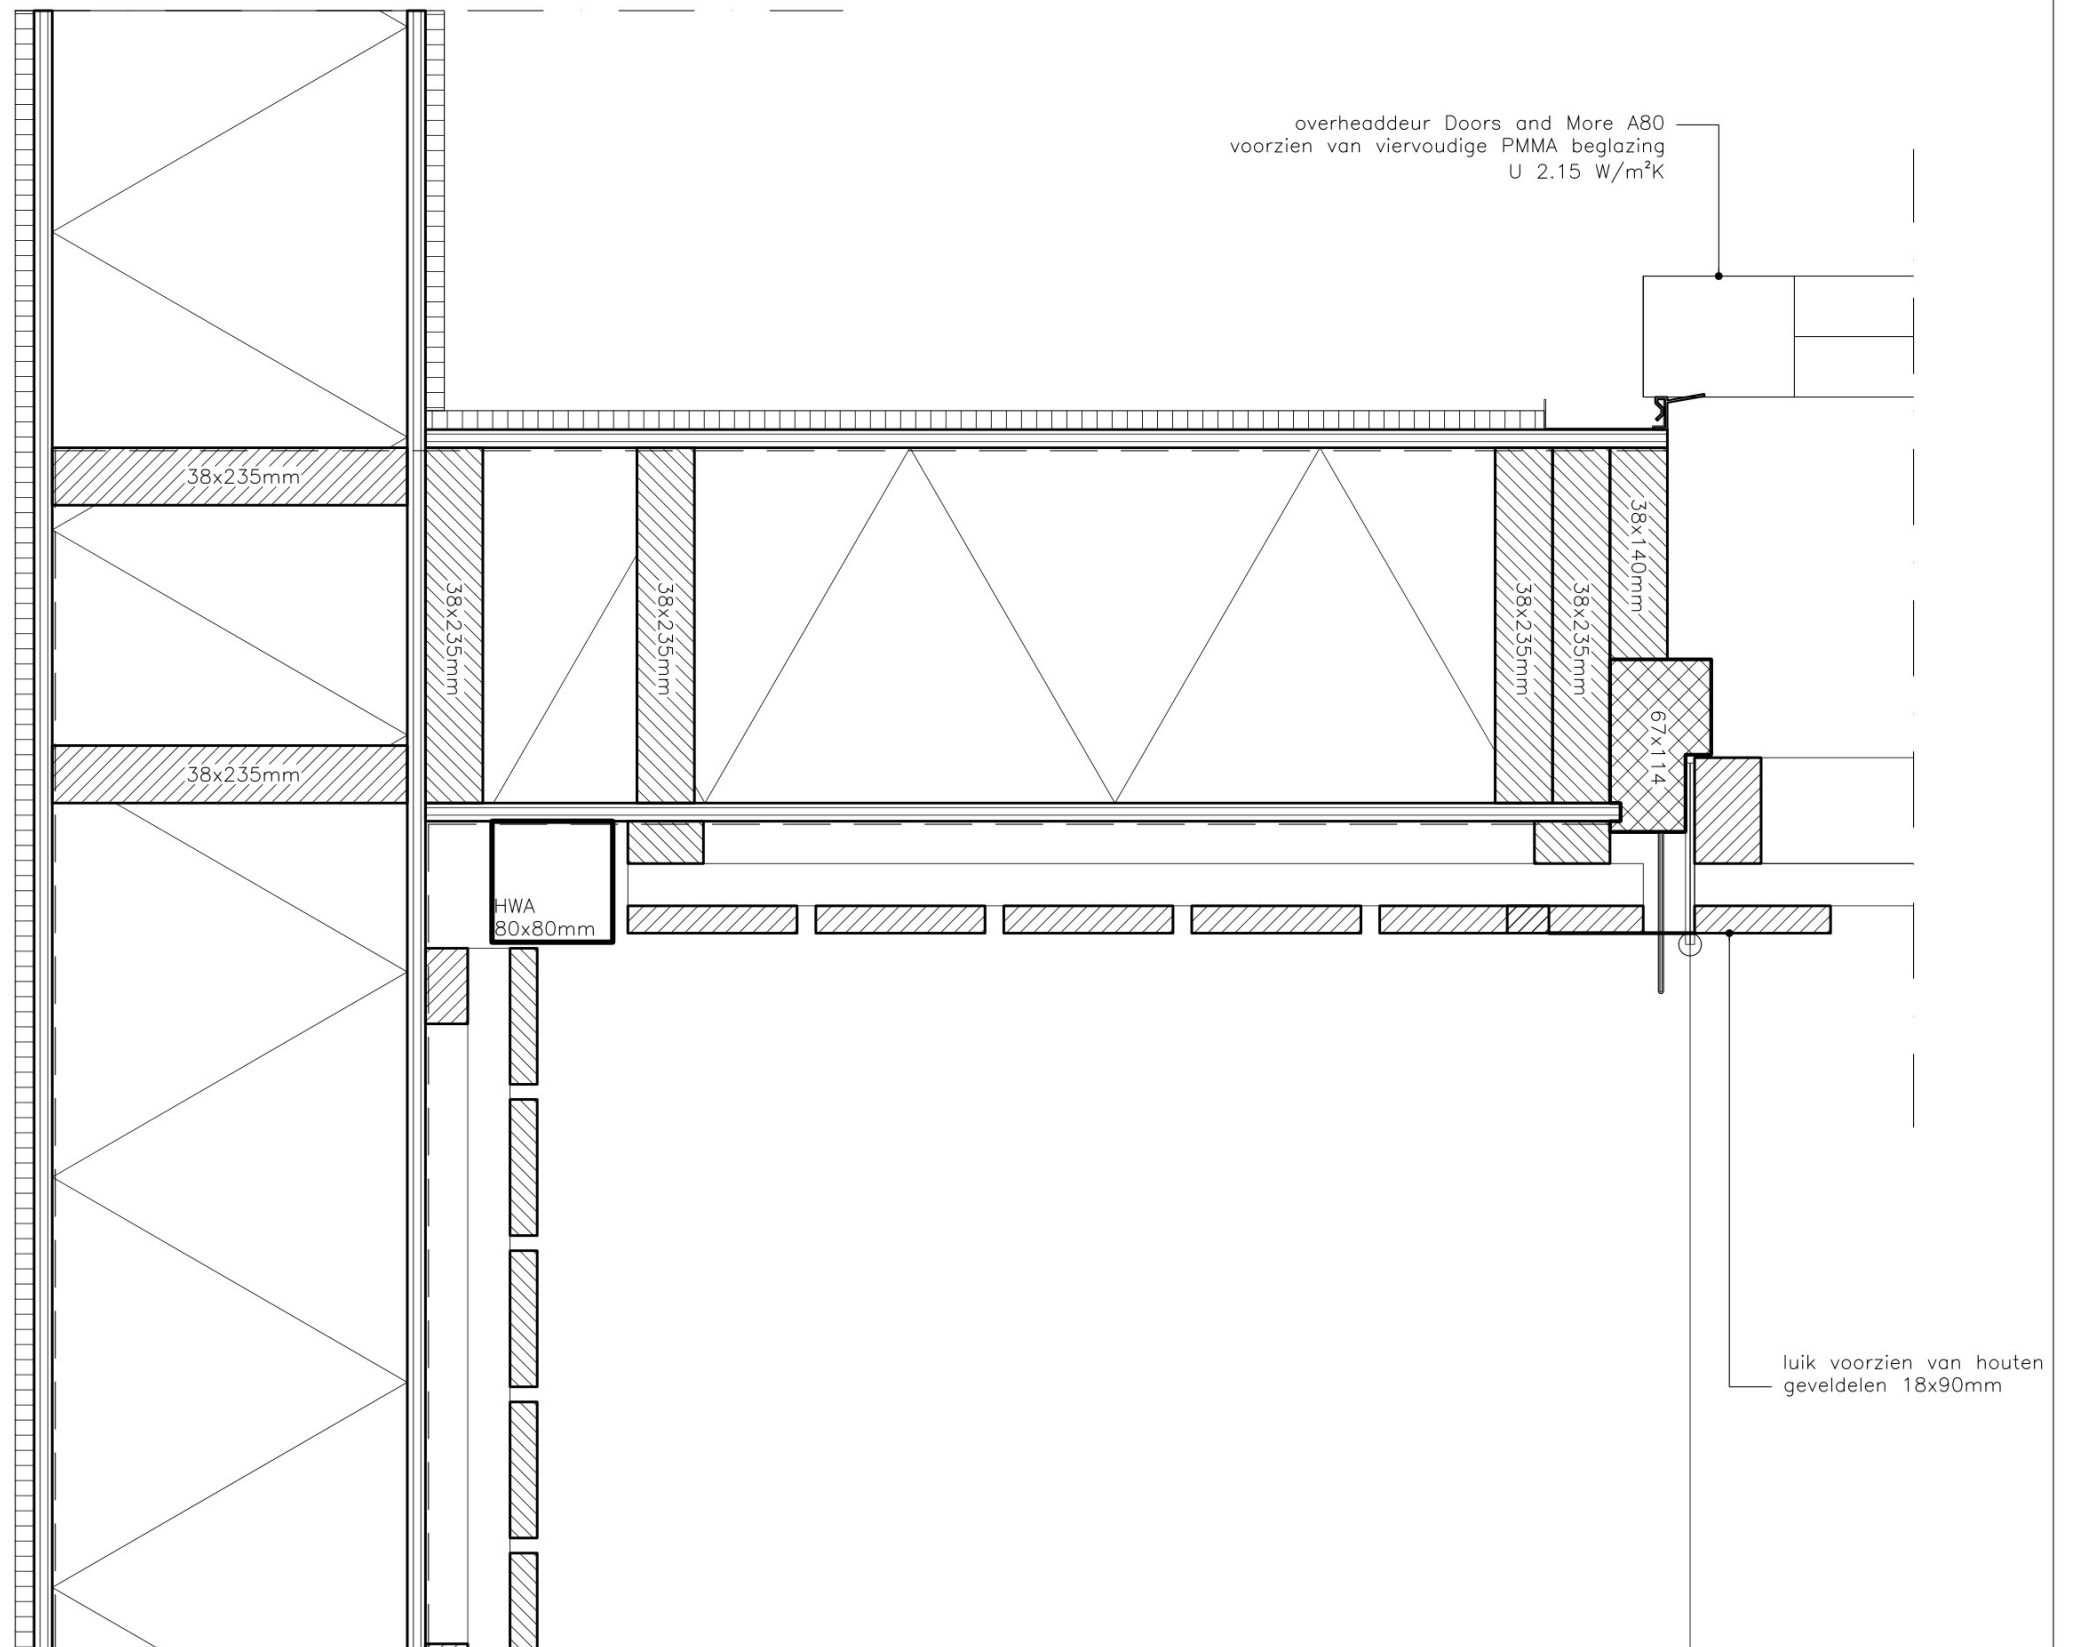 overheaddeur Doors and More A80
voorzien van viervoudige PMMA beglazing
U 2.15 W/m²K
38x235mm
38x140mm
38x235mm
38x235mm
38x235mm
38x235mm
67x114
38x235mm
HWA
80x80mm
luik voorzien van houten
geveldelen 18x90mm